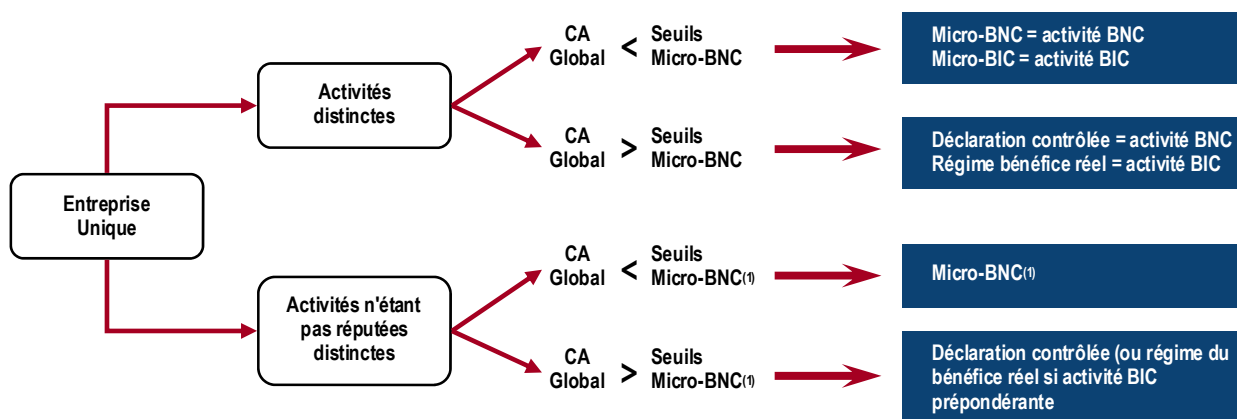 Entreprise
Unique
Activités
distinctes
CA
Global
<
Seuils
Micro-BNC
Micro-BNC = activité BNC
Micro-BIC = activité BIC
CA
Global
>
Seuils
Micro-BNC
Déclaration contrôlée = activité BNC
Régime bénéfice réel = activité BIC
Activités n'étant
pas réputées
distinctes
CA
Global
<
Seuils
Micro-BNC(1)
Micro-BNC(1)
CA
Global
>
Seuils
Micro-BNC(1)
Déclaration contrôlée (ou régime du
bénéfice réel si activité BIC
prépondérante